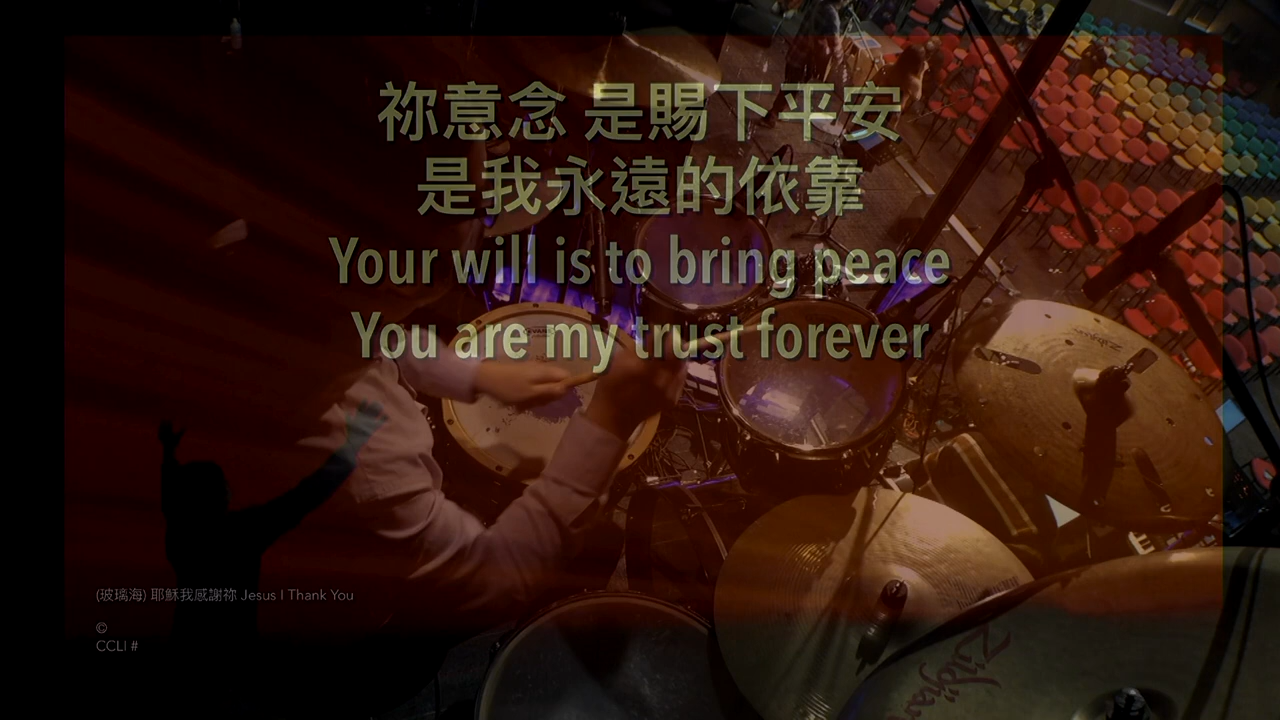 祢意念 是賜下平安
是我永遠的依靠
Your will is to bring peace
You are my trust forever
Zildjian
(玻璃海) 耶穌我感謝祢 Jesus I Thank You
©
CCLI #
Zildjian